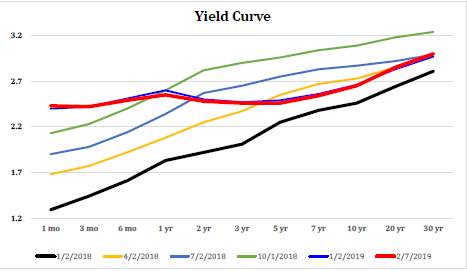 Yield Curve
3.2
2.7
2.2
1.7
1.2
1 mo 3 mo 6 mo 1 yr 2 yr 3 yr 5 yr 7 yr 10 yr 20 yr 30 yr
1/2/2018 4/2/2018 7/2/2018 10/1/2018 1/2/2019 2/7/2019